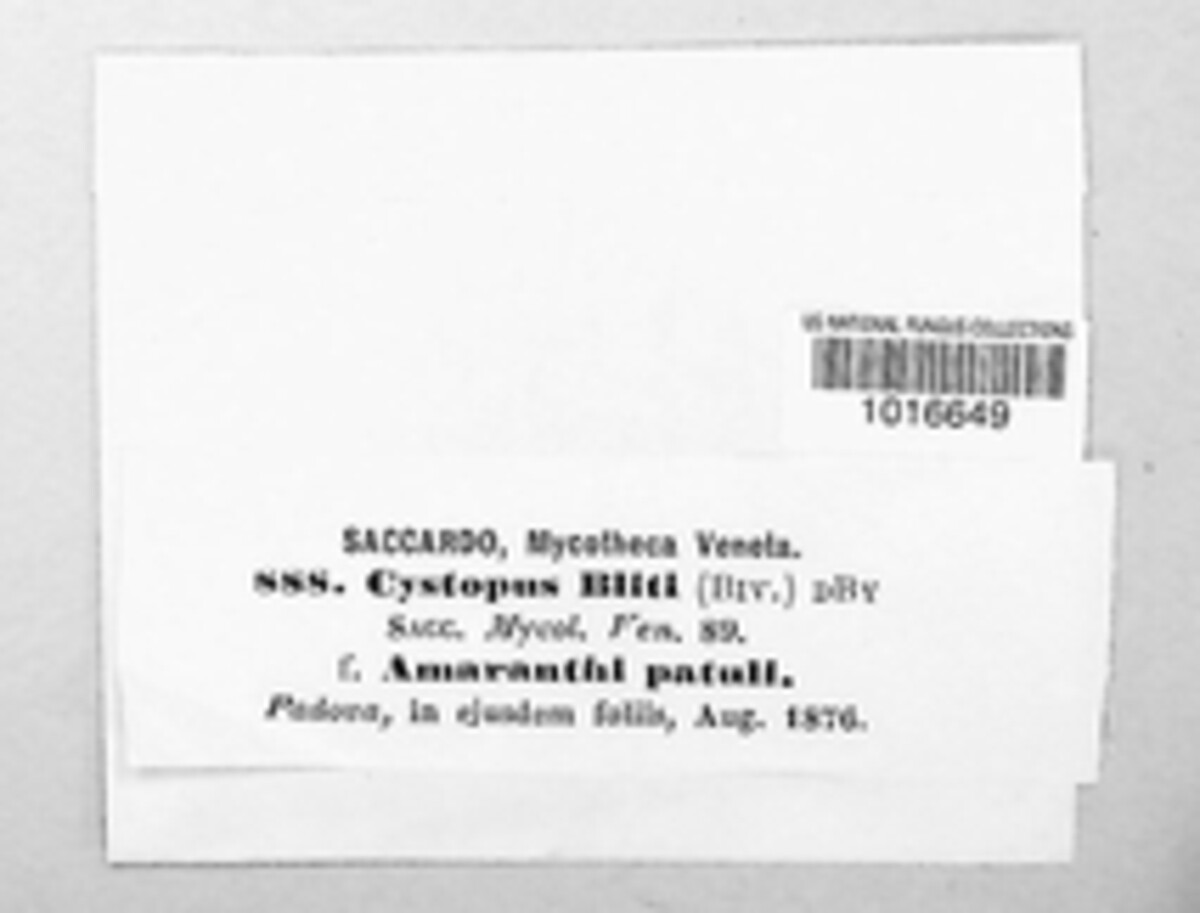 US NATIONAL FUNGUS COLLECTIONS
1016649
SACCARDO, Mycotheca Veneta.
888. Cystopus Bliti (Biv.) DBY
Sacc. Mycol. Ven. 89.
f. Amaranthi patuli.
Padova, in ejusdem foliis, Aug. 1876.